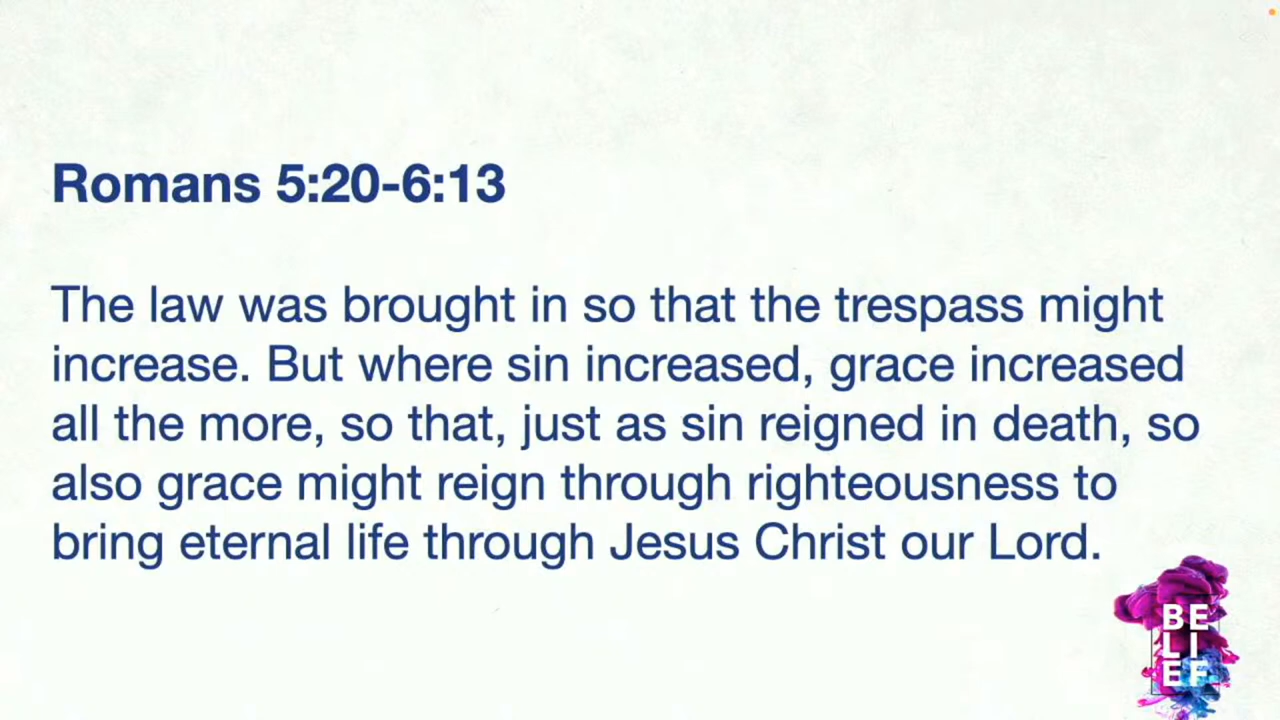 Romans 5:20-6:13
The law was brought in so that the trespass might
increase. But where sin increased, grace increased
all the more, so that, just as sin reigned in death, so
also grace might reign through righteousness to
bring eternal life through Jesus Christ our Lord.
BE
LI
EF